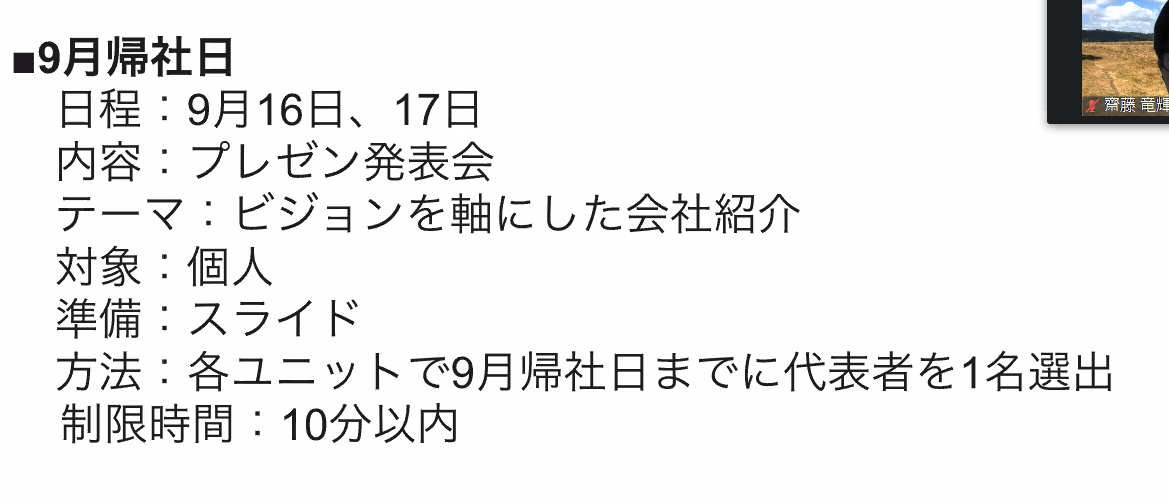 ■9月帰社日
日程：9月16日、17日
内容：プレゼン発表会
テーマ：ビジョンを軸にした会社紹介
対象：個人
準備：スライド
方法：各ユニットで9月帰社日までに代表者を1名選出
制限時間：10分以内
齊藤 竜輝